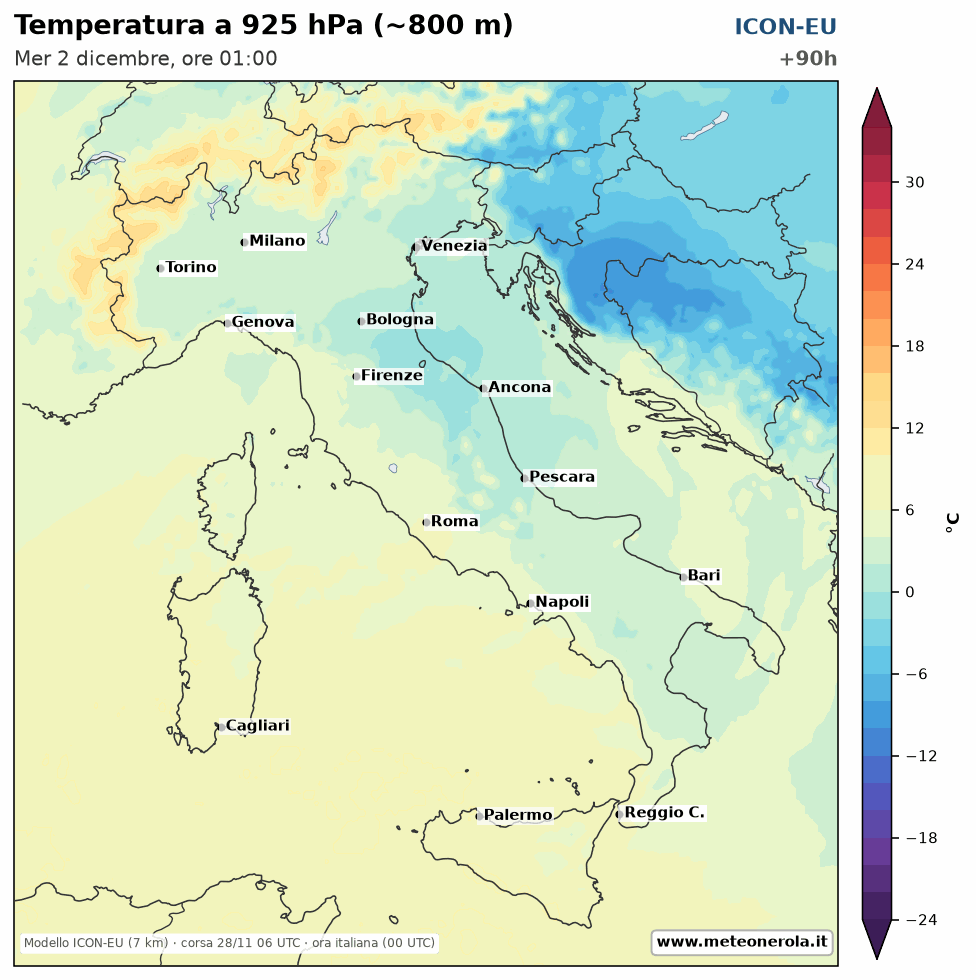 Temperatura a 925 hPa (~800 m)
ICON-EU
Mer 2 dicembre, ore 01:00
+90h
Milano
Venezia
Torino
Genova
Bologna
Firenze
Ancona
Pescara
Roma
Bari
Napoli
Cagliari
Palermo
Reggio C.
30
24
18
12
6
0
−6
−12
−18
−24
°C
Modello ICON-EU (7 km) · corsa 28/11 06 UTC · ora italiana (00 UTC)
www.meteonerola.it